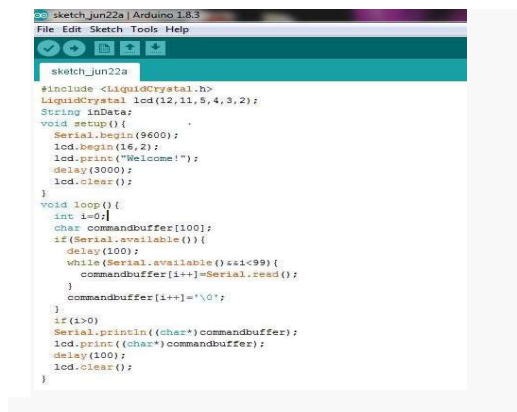 sketch_jun22a | Arduino 1.8.3
File Edit Sketch Tools Help
sketch_jun22a
#include <LiquidCrystal.h>
LiquidCrystal lcd(12,11,5,4,3,2);
String inData;
void setup(){
Serial.begin(9600);
lcd.begin(16,2);
lcd.print("Welcome!");
delay(3000);
lcd.clear();
}
void loop(){
int i=0;
char commandbuffer[100];
if(Serial.available()){
delay(100);
while(Serial.available()&&i<99){
commandbuffer[i++]=Serial.read();
}
commandbuffer[i++]='\0';
}
if(i>0)
Serial.println((char*)commandbuffer);
lcd.print((char*)commandbuffer);
delay(100);
lcd.clear();
}